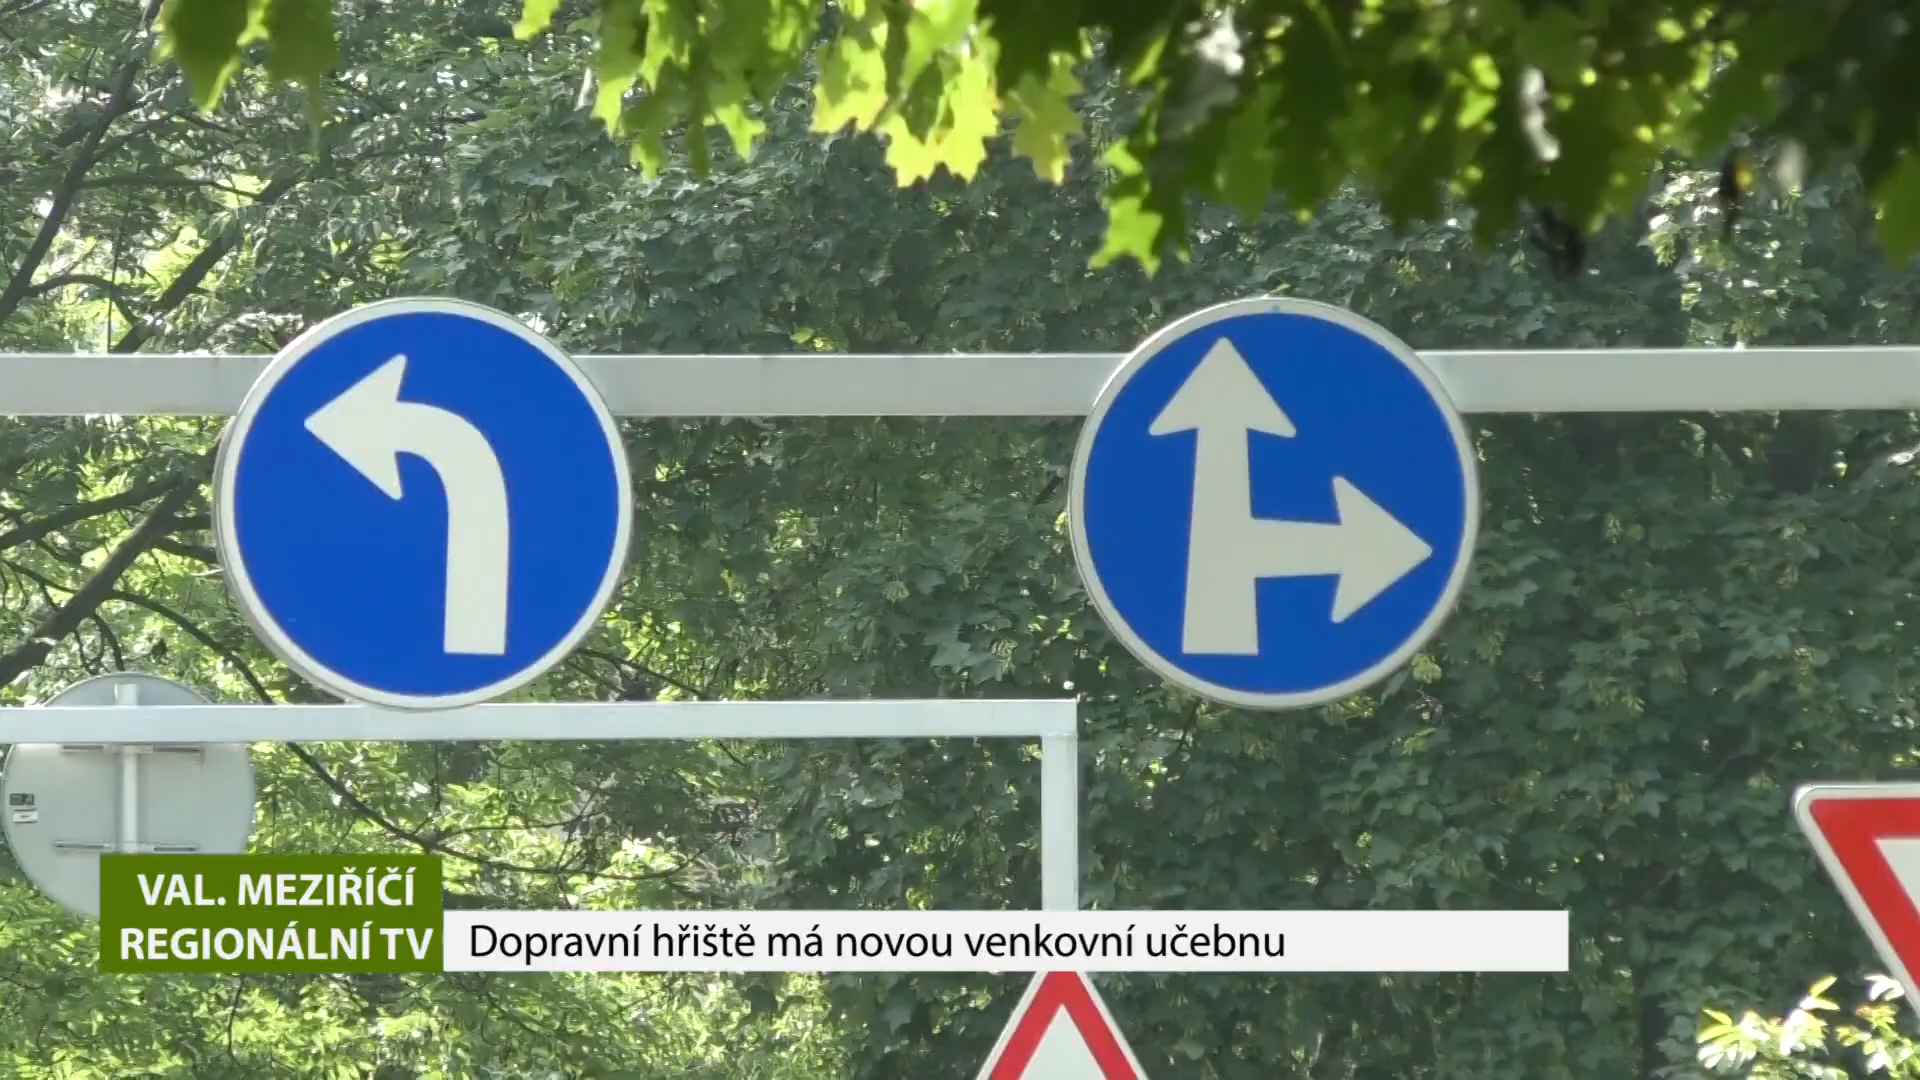 VAL. MEZIŘÍČÍ
REGIONÁLNÍ TV
Dopravní hřiště má novou venkovní učebnu